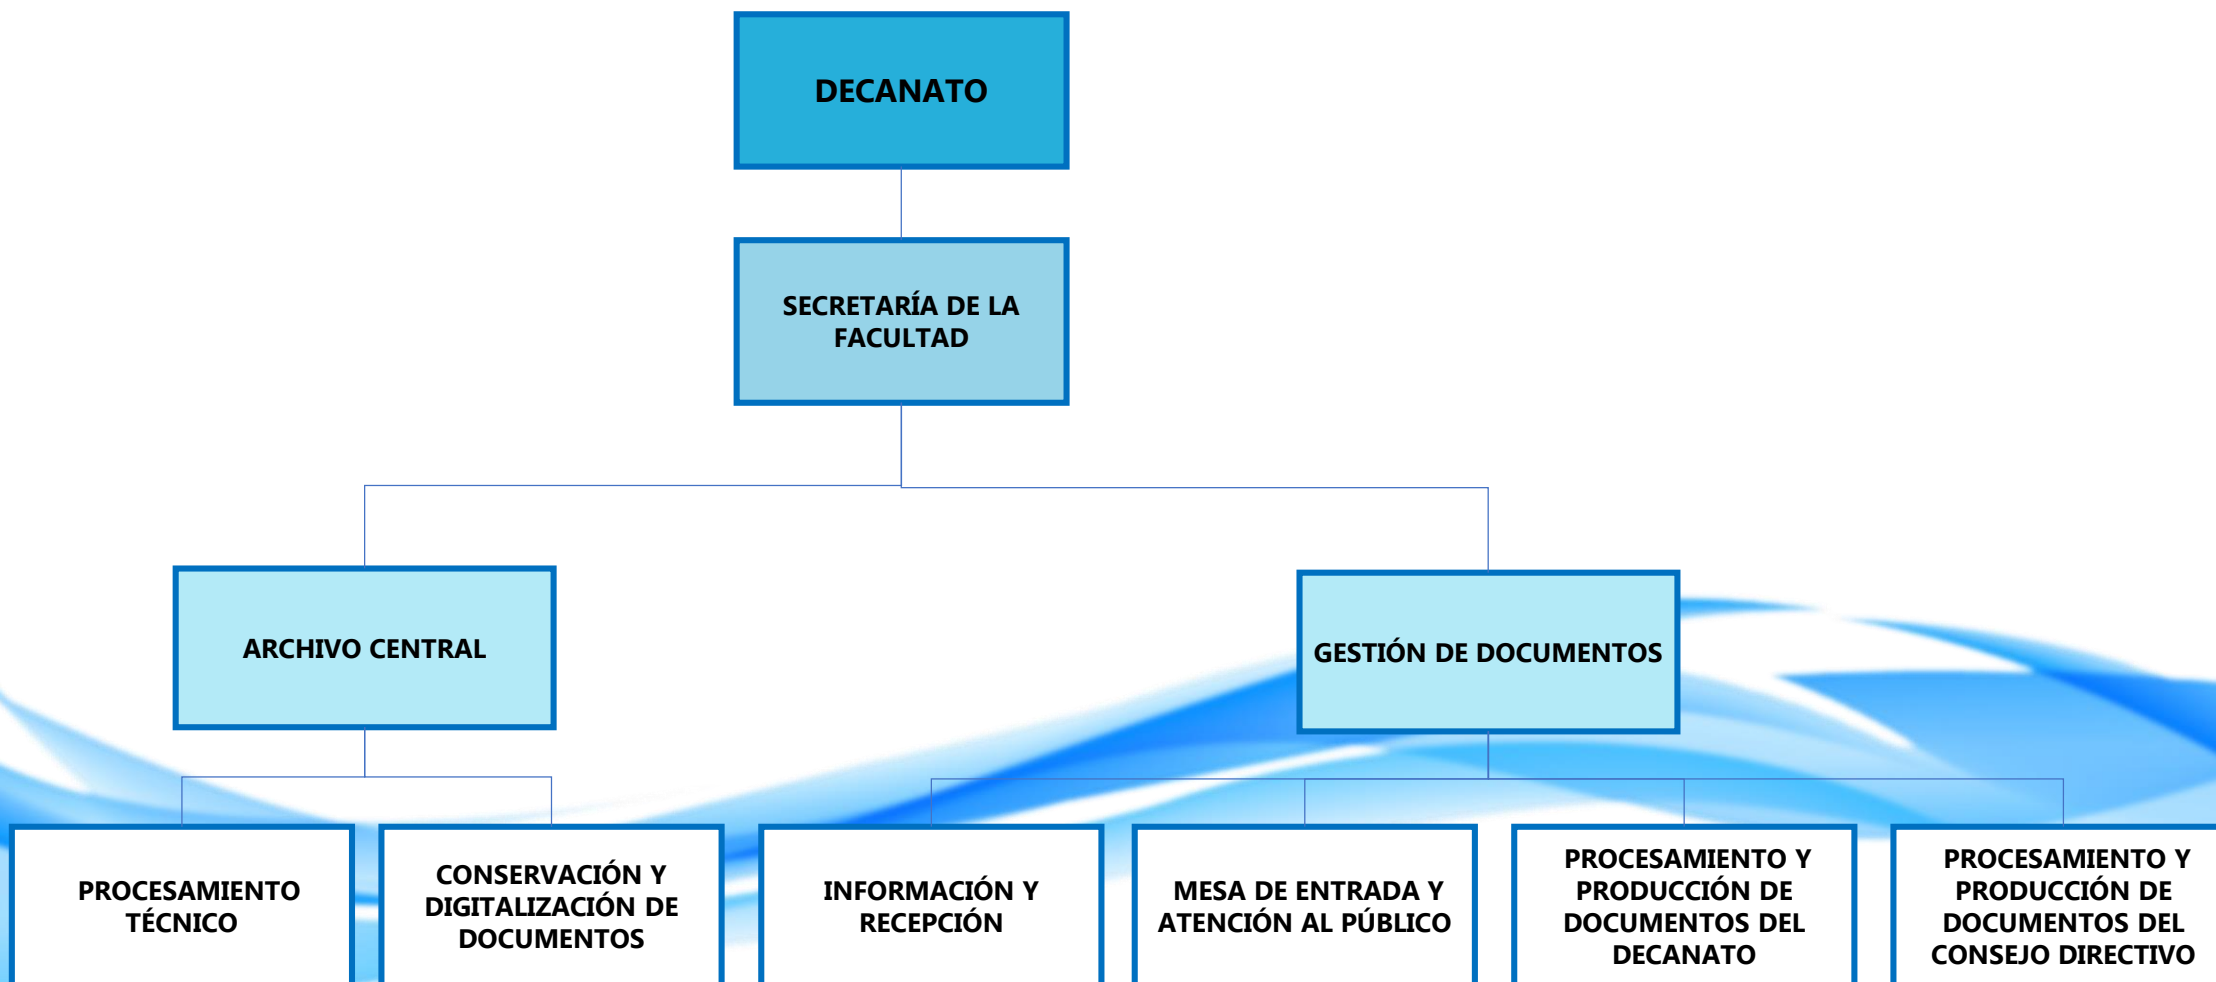 DECANATO
SECRETARÍA DE LA
FACULTAD
ARCHIVO CENTRAL
GESTIÓN DE DOCUMENTOS
PROCESAMIENTO
TÉCNICO
CONSERVACIÓN Y
DIGITALIZACIÓN DE
DOCUMENTOS
INFORMACIÓN Y
RECEPCIÓN
MESA DE ENTRADA Y
ATENCIÓN AL PÚBLICO
PROCESAMIENTO Y
PRODUCCIÓN DE
DOCUMENTOS DEL
DECANATO
PROCESAMIENTO Y
PRODUCCIÓN DE
DOCUMENTOS DEL
CONSEJO DIRECTIVO